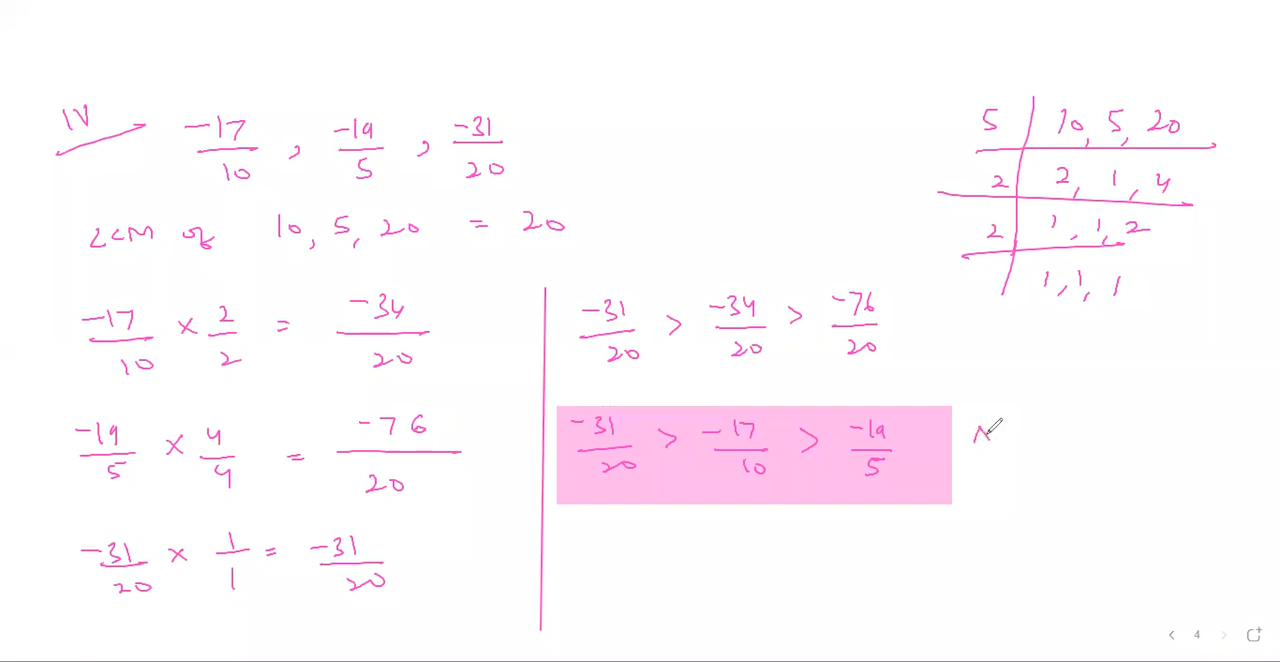 IV
-17/10 , -19/5 , -31/20
LCM of 10, 5, 20 = 20
-17/10 × 2/2 = -34/20
-19/5 × 4/4 = -76/20
-31/20 × 1/1 = -31/20
-31/20 > -34/20 > -76/20
-31/20 > -17/10 > -19/5
5 | 10, 5, 20
2 | 2, 1, 4
2 | 1, 1, 2
1, 1, 1
4